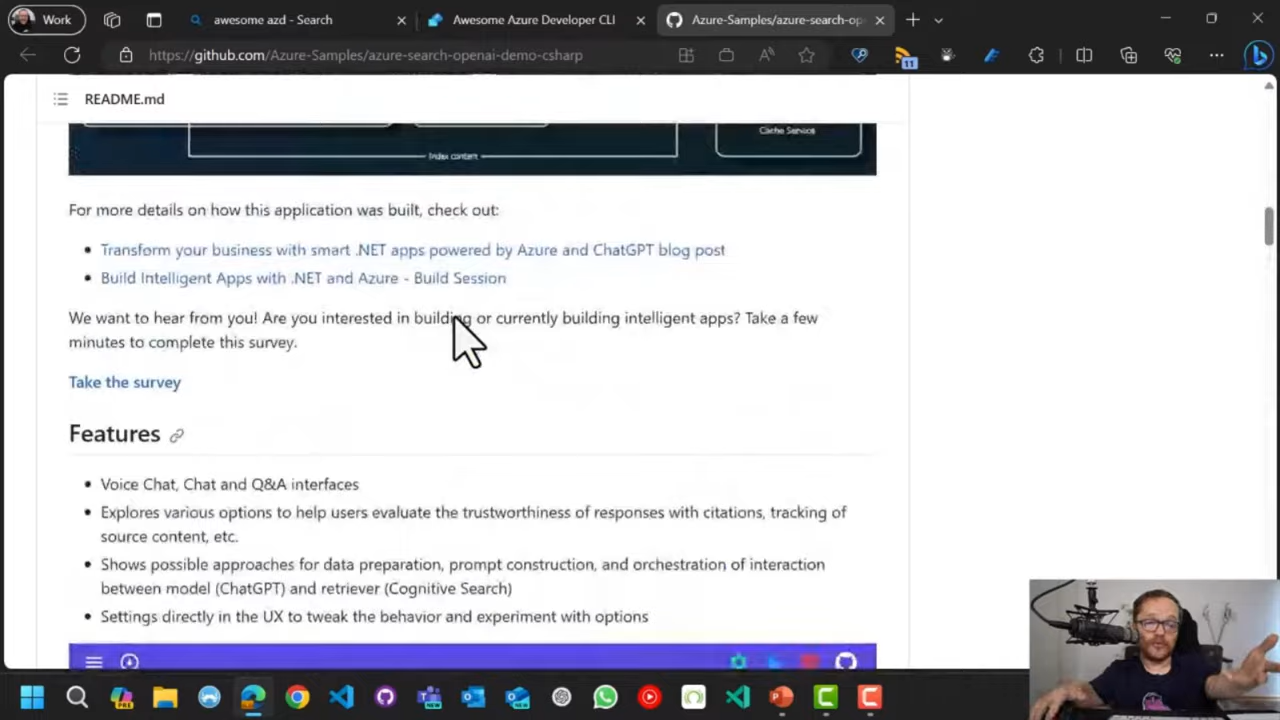 Work
awesome azd - Search
Awesome Azure Developer CLI
Azure-Samples/azure-search-op
https://github.com/Azure-Samples/azure-search-openai-demo-csharp
11
README.md
Cache Service
Index content
For more details on how this application was built, check out:
• Transform your business with smart .NET apps powered by Azure and ChatGPT blog post
• Build Intelligent Apps with .NET and Azure - Build Session
We want to hear from you! Are you interested in building or currently building intelligent apps? Take a few
minutes to complete this survey.
Take the survey
Features
• Voice Chat, Chat and Q&A interfaces
• Explores various options to help users evaluate the trustworthiness of responses with citations, tracking of
source content, etc.
• Shows possible approaches for data preparation, prompt construction, and orchestration of interaction
between model (ChatGPT) and retriever (Cognitive Search)
• Settings directly in the UX to tweak the behavior and experiment with options
PRE